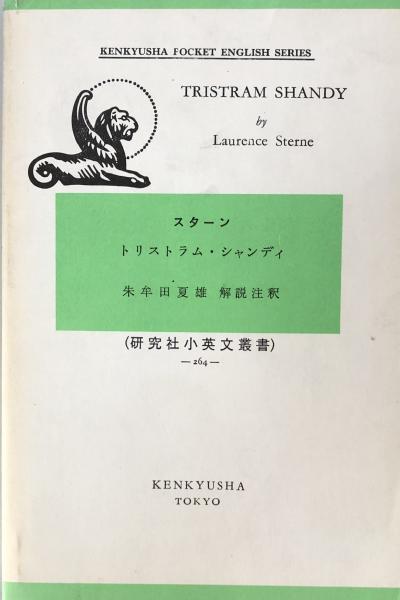 KENKYUSHA POCKET ENGLISH SERIES
TRISTRAM SHANDY
by
Laurence Sterne
スターン
トリストラム・シャンディ
朱牟田夏雄 解説注釈
(研究社小英文叢書)
—264—
KENKYUSHA
TOKYO